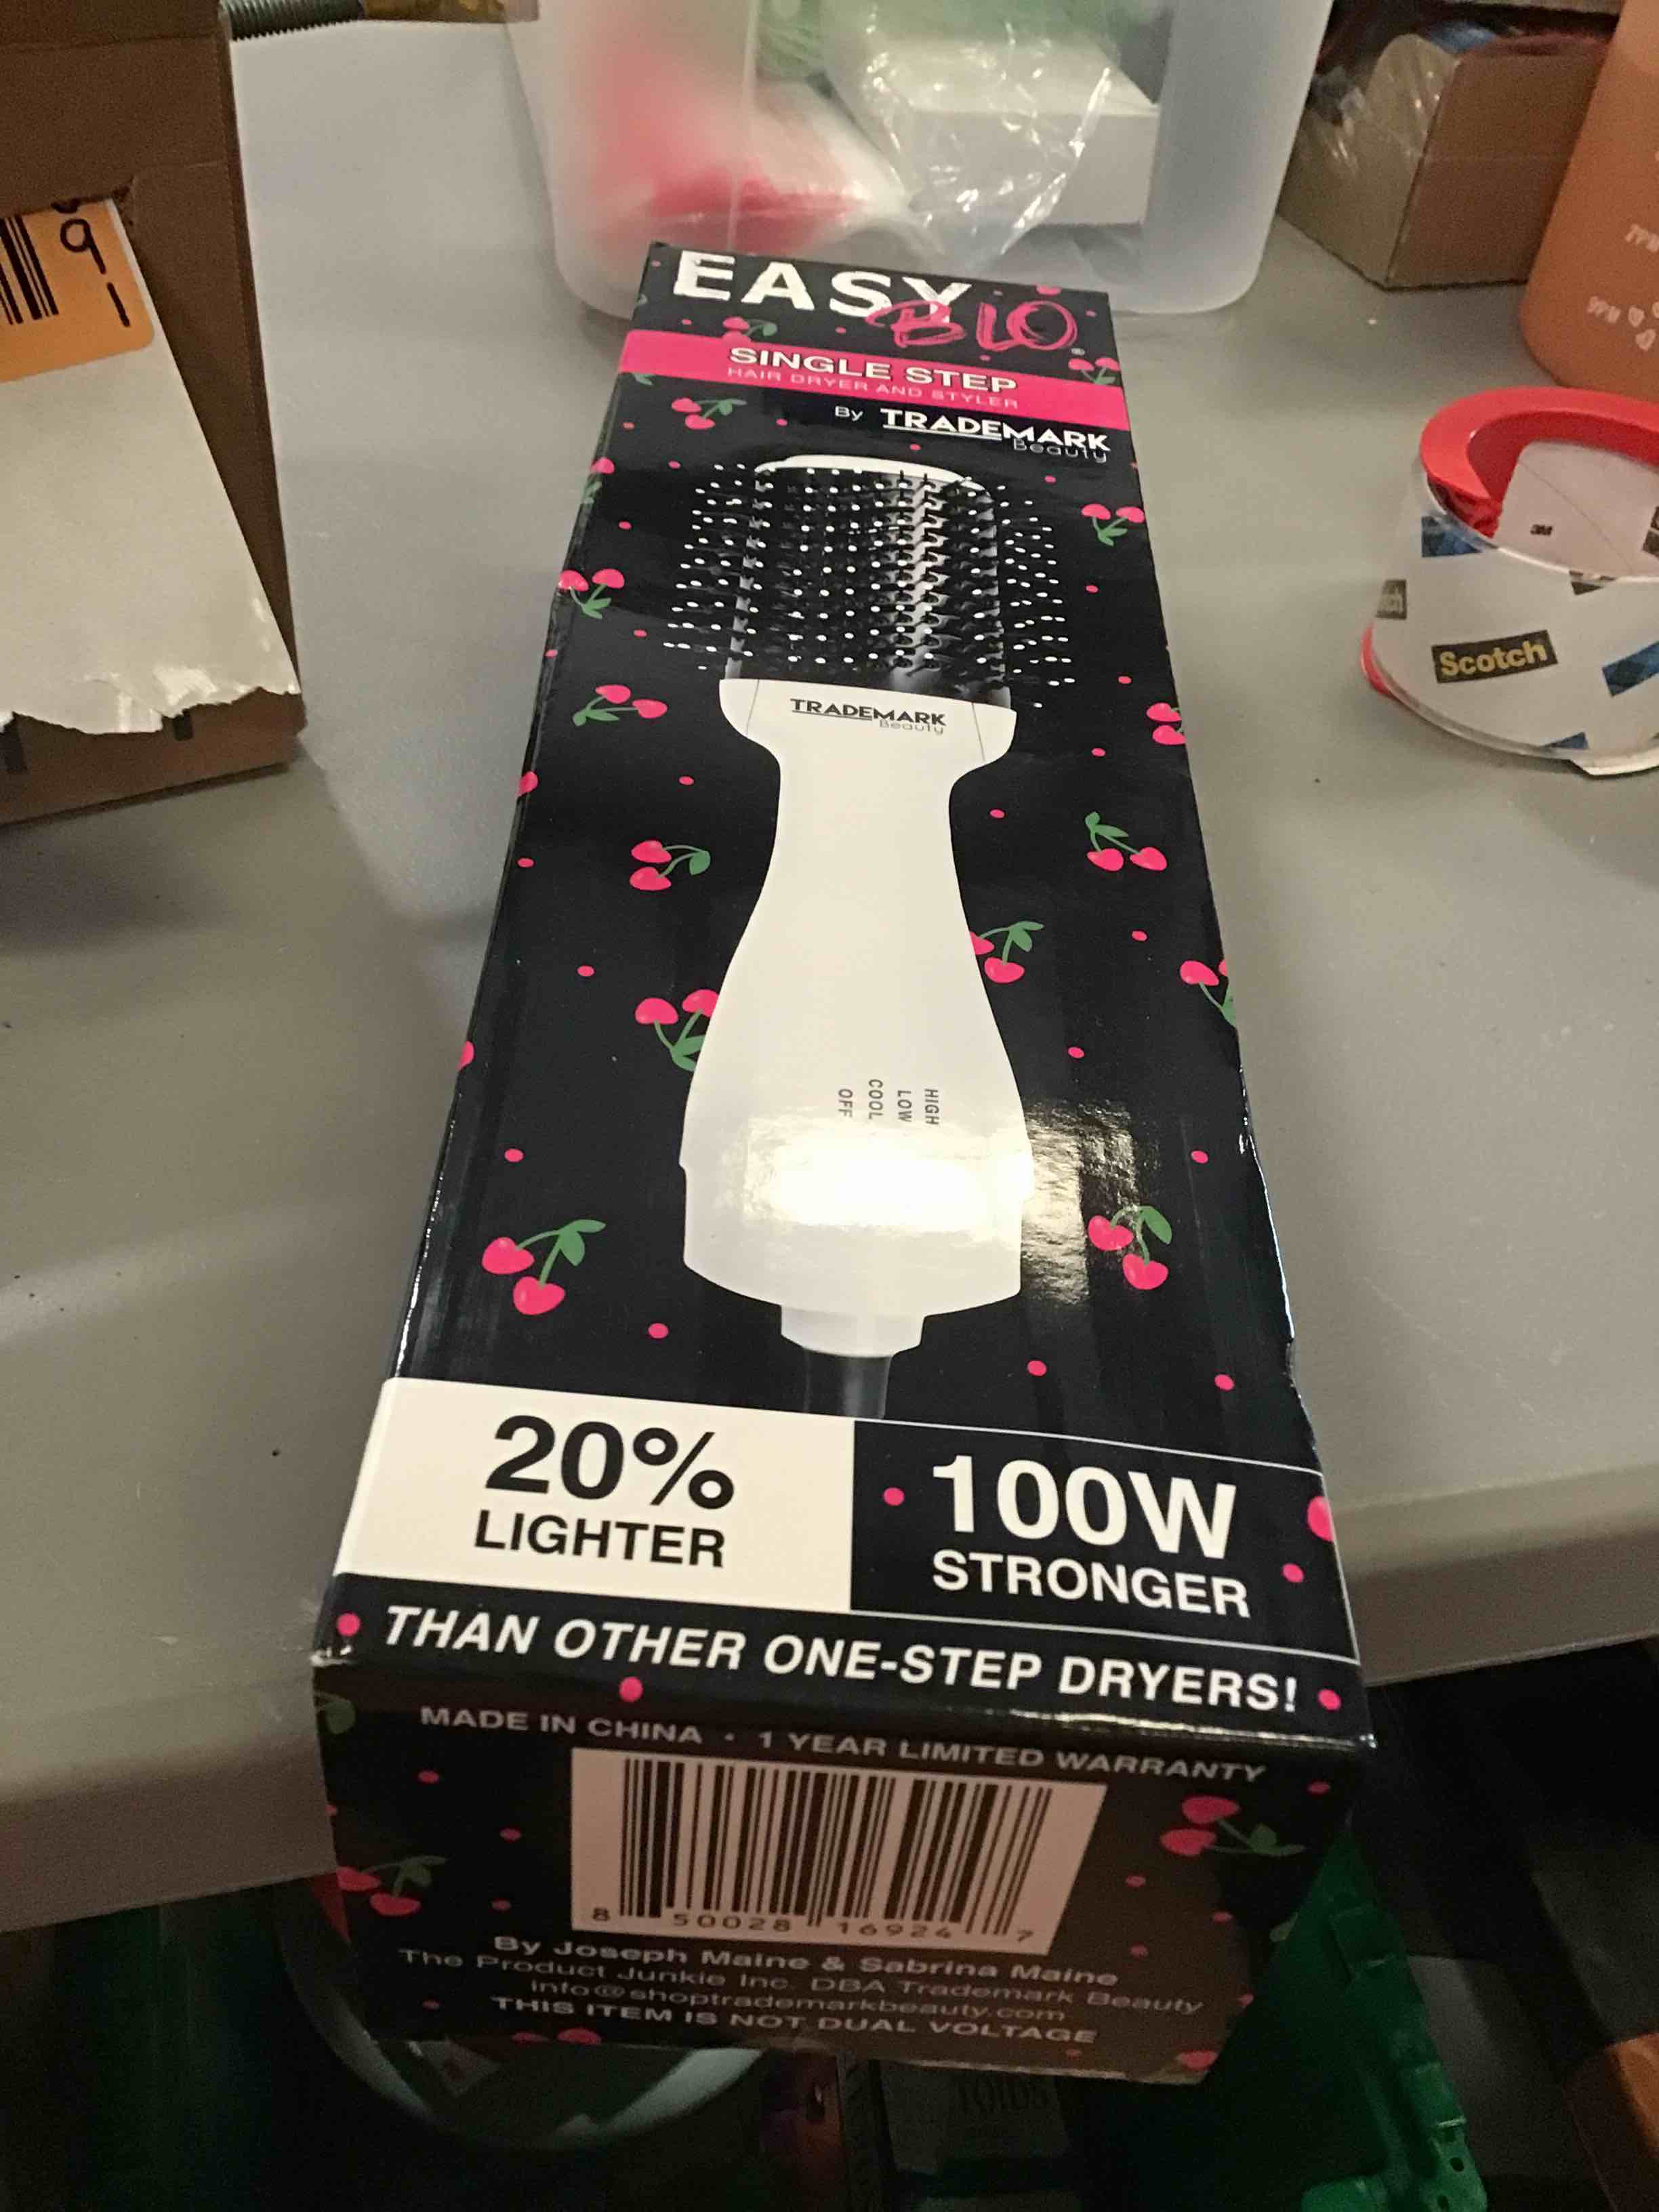 EASY
BLO
SINGLE STEP
HAIR DRYER AND STYLER
By TRADEMARK
Beauty
TRADEMARK
Beauty
HIGH
LOW
COOL
OFF
20%
LIGHTER
100W
STRONGER
THAN OTHER ONE-STEP DRYERS!
MADE IN CHINA • 1 YEAR LIMITED WARRANTY
8 50028 16924 7
By Joseph Maine & Sabrina Maine
The Product Junkie Inc. DBA Trademark Beauty
info@shoptrademarkbeauty.com
THIS ITEM IS NOT DUAL VOLTAGE
9
1
3M
Scotch